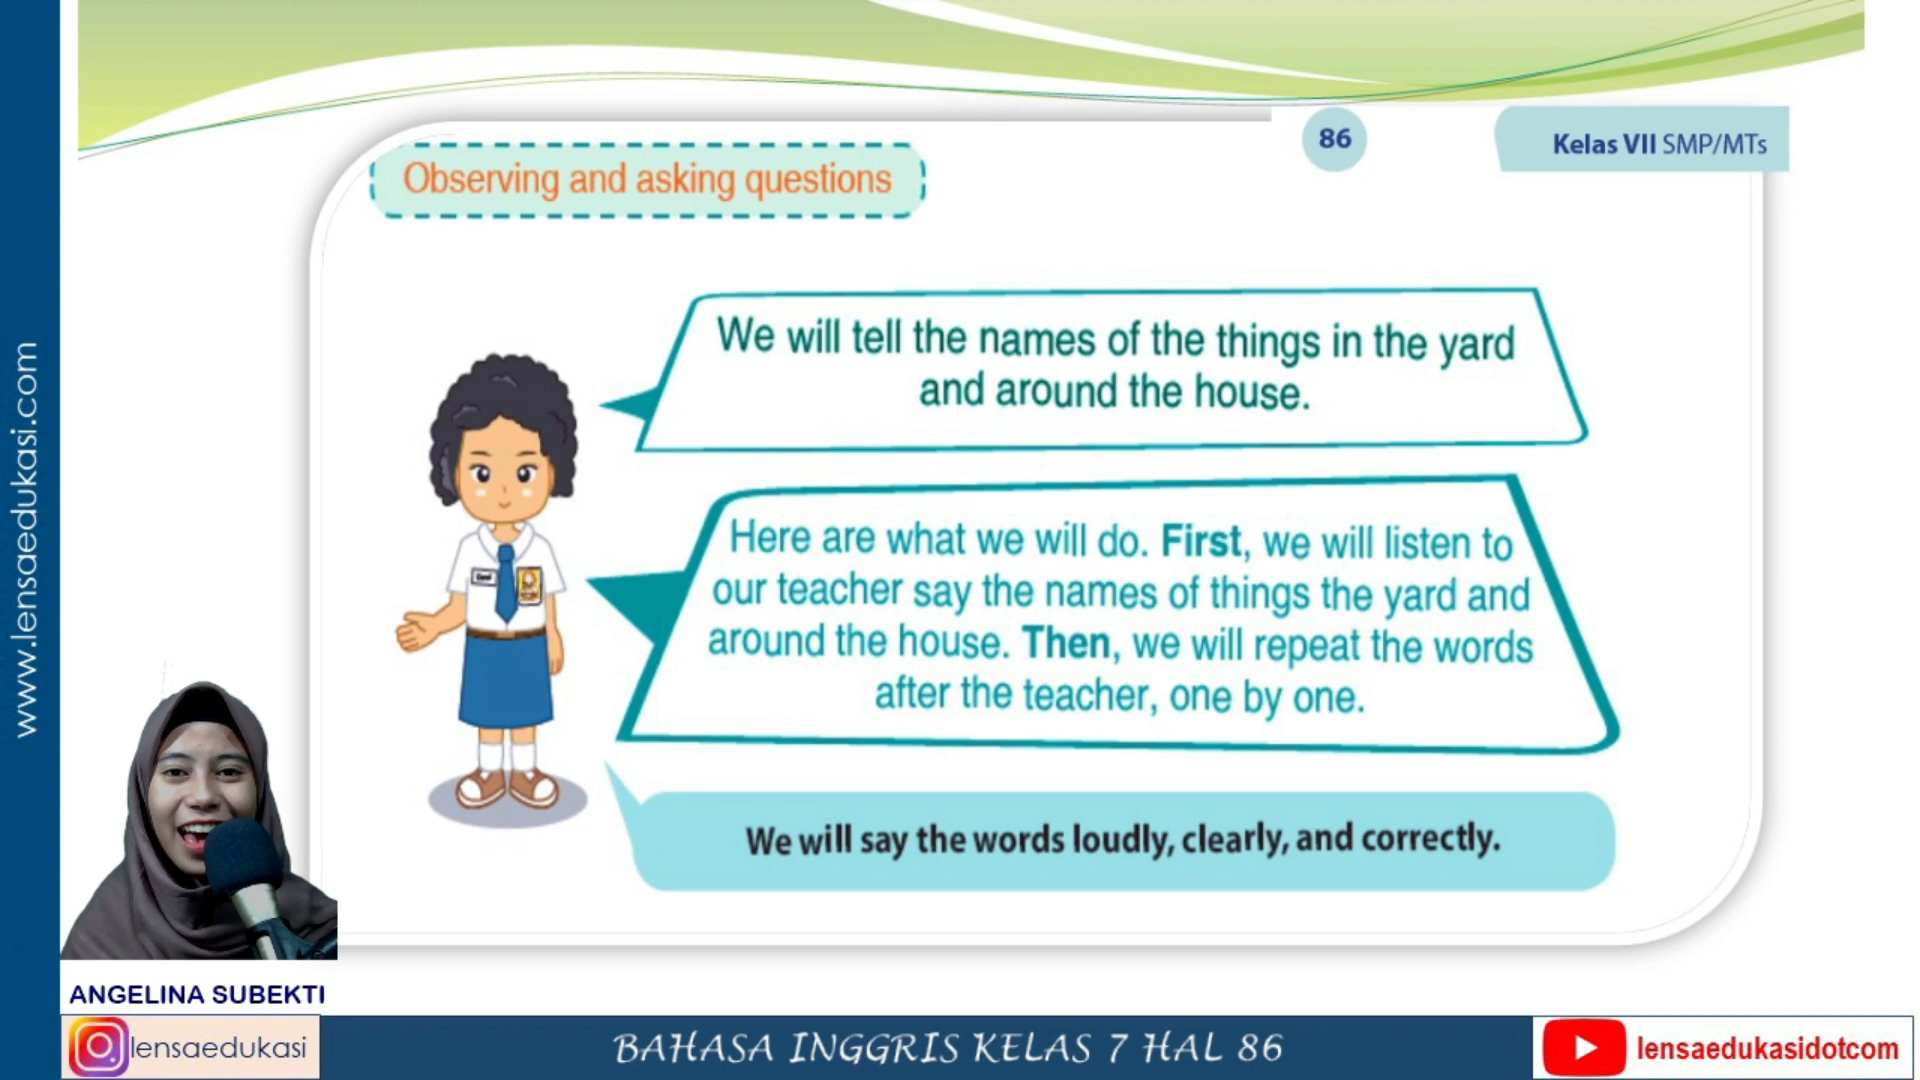 86
Kelas VII SMP/MTs
Observing and asking questions
We will tell the names of the things in the yard
and around the house.
Here are what we will do. First, we will listen to
our teacher say the names of things the yard and
around the house. Then, we will repeat the words
after the teacher, one by one.
We will say the words loudly, clearly, and correctly.
www.lensaedukasi.com
ANGELINA SUBEKTI
lensaedukasi
BAHASA INGGRIS KELAS 7 HAL 86
lensaedukasidotcom